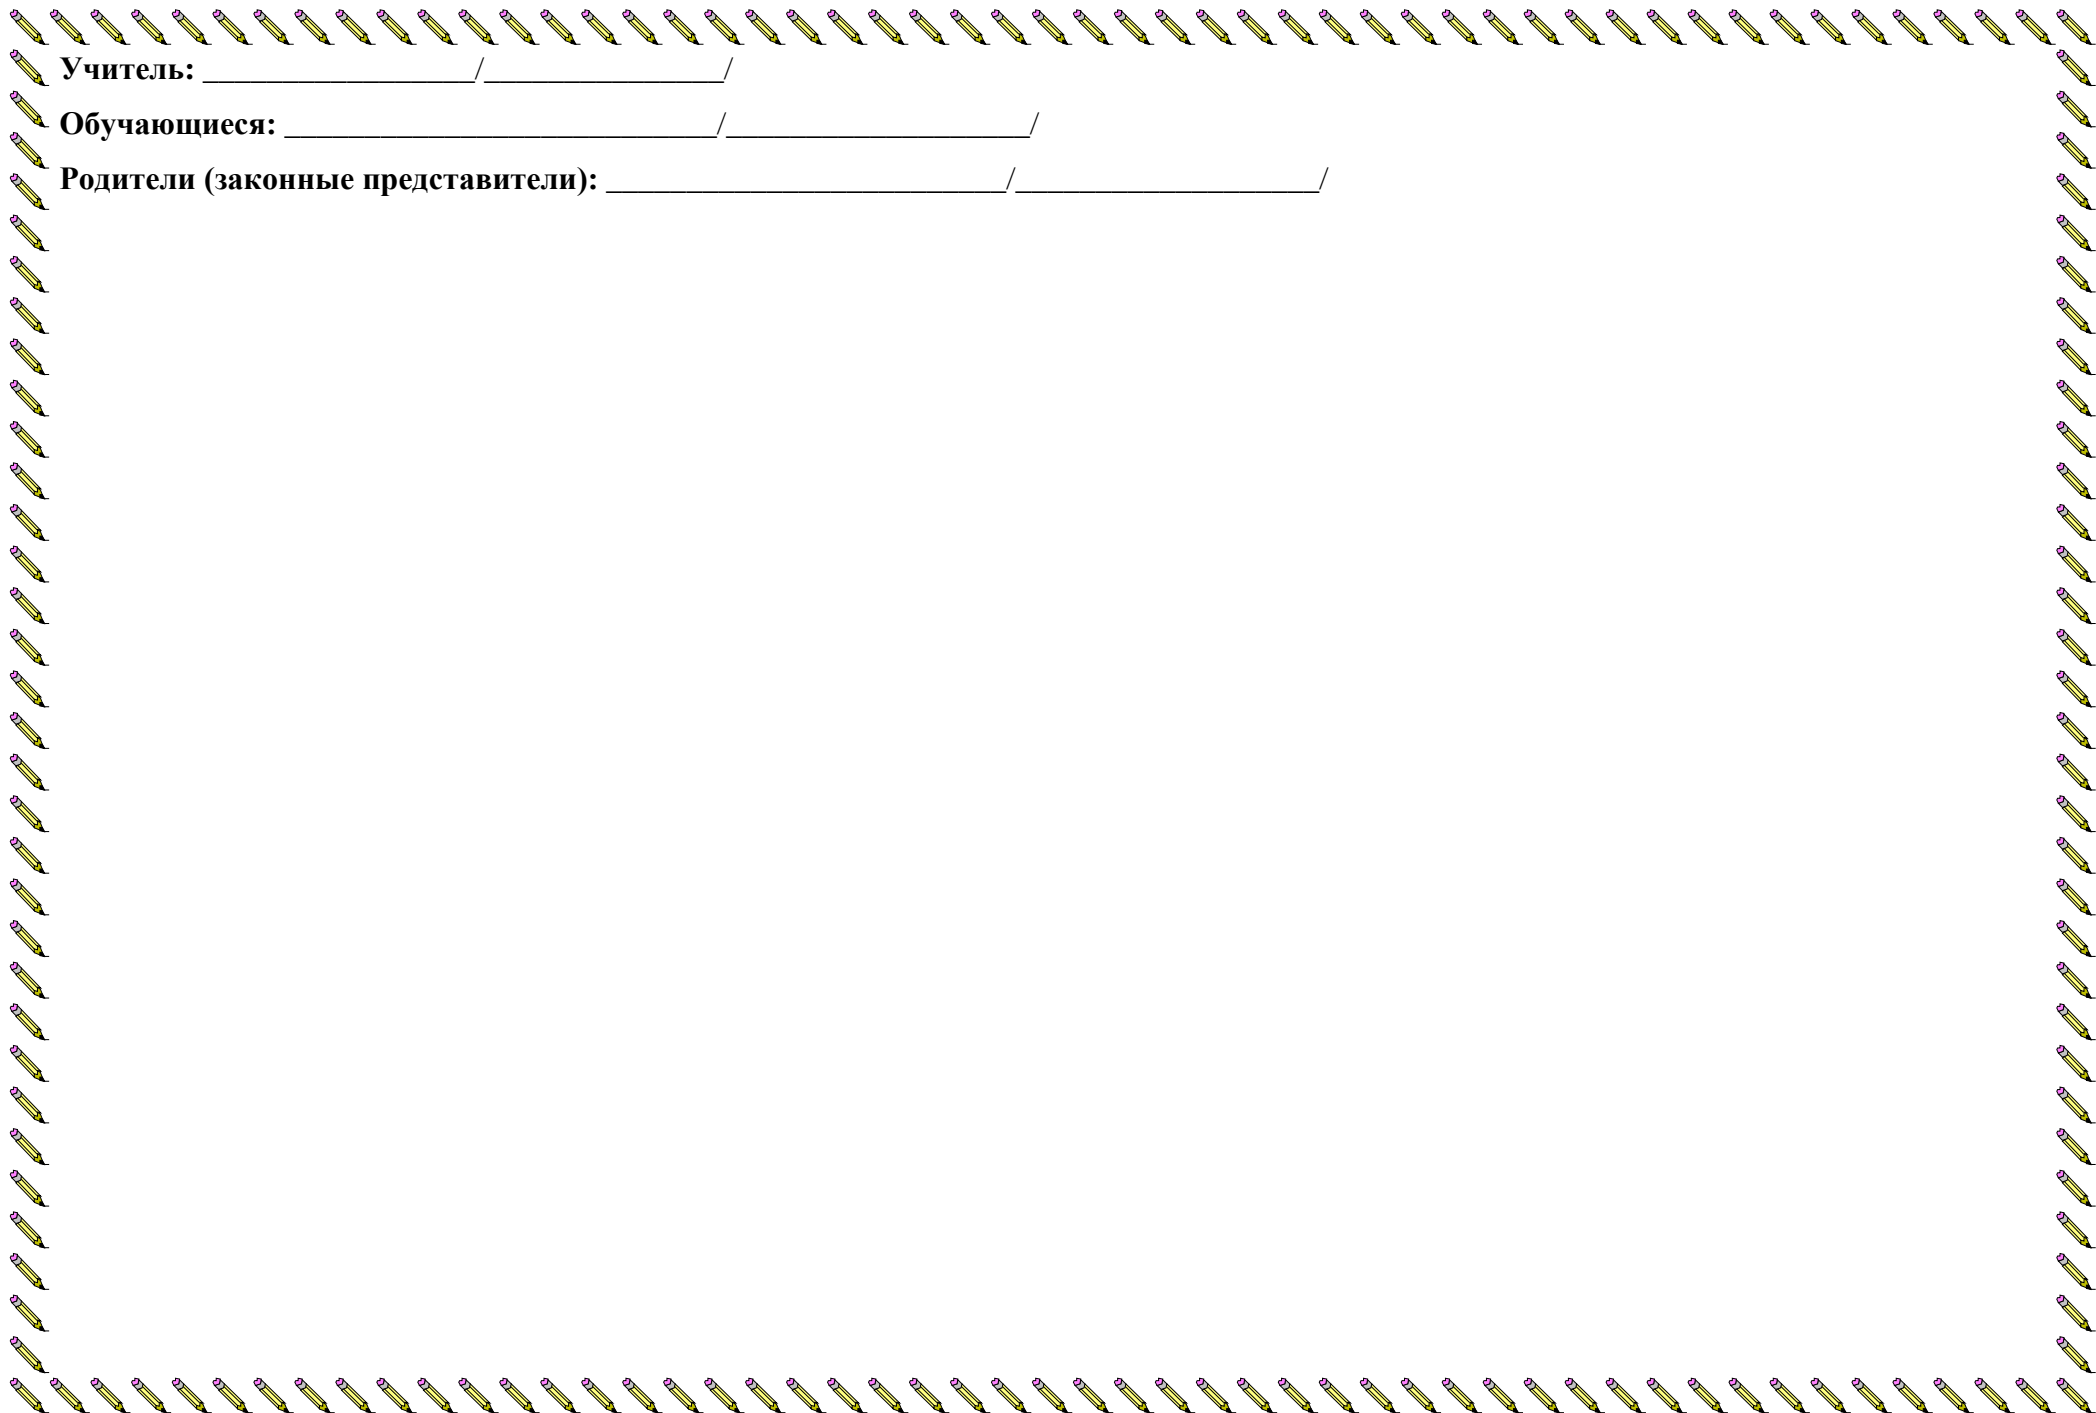 Учитель: _________________/_______________/
Обучающиеся: ___________________________/___________________/
Родители (законные представители): _________________________/___________________/